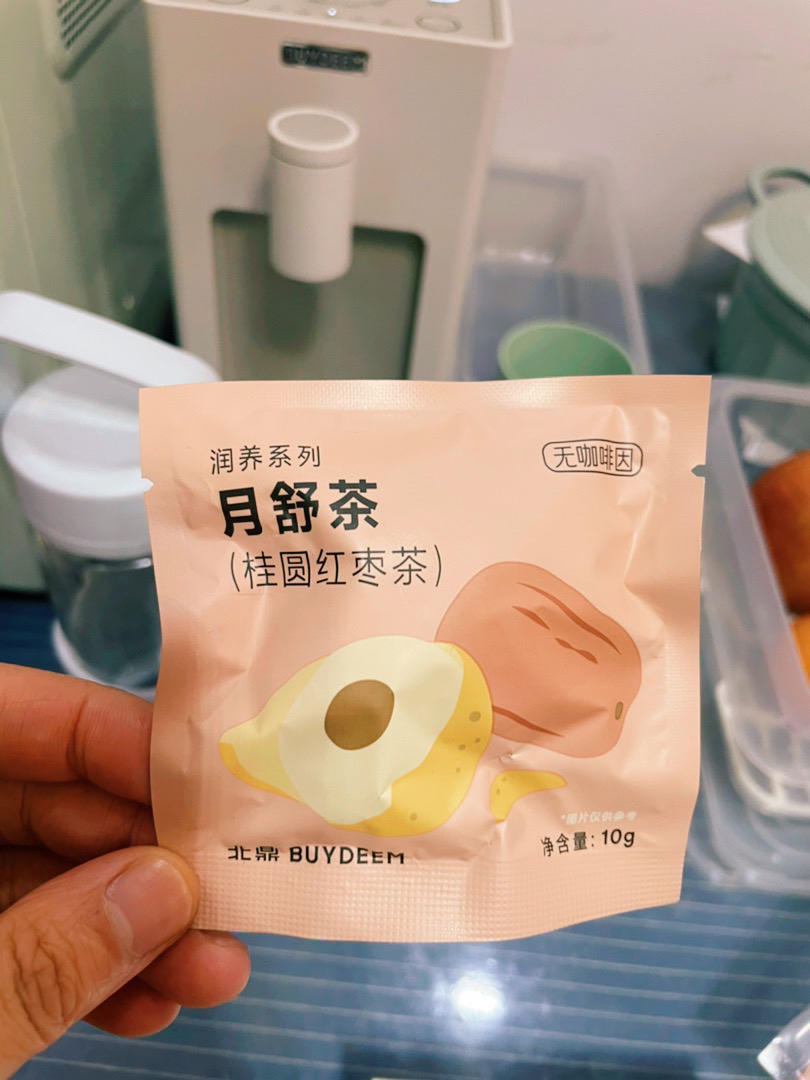 BUYDEEM
润养系列
无咖啡因
月舒茶
(桂圆红枣茶)
*图片仅供参考
北鼎 BUYDEEM
净含量: 10g